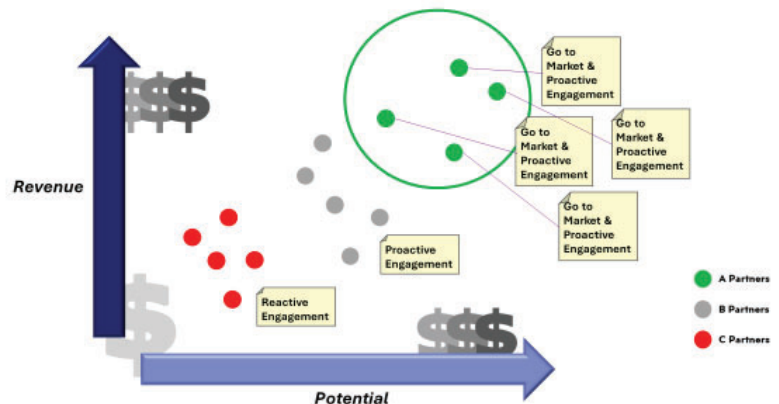 Go to
Market &
Proactive
Engagement
Go to
Market &
Proactive
Engagement
Go to
Market &
Proactive
Engagement
Go to
Market &
Proactive
Engagement
$$$
Revenue
Proactive
Engagement
Reactive
Engagement
A Partners
B Partners
C Partners
$
$$$
Potential